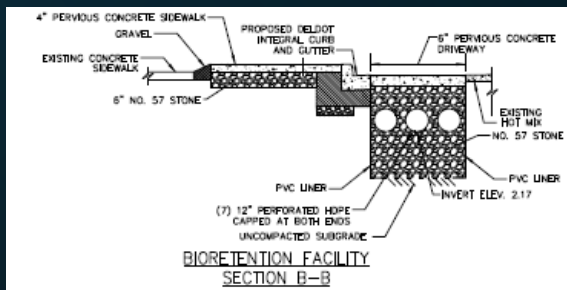 4" PERVIOUS CONCRETE SIDEWALK
GRAVEL
EXISTING CONCRETE
SIDEWALK
PROPOSED DELDOT
INTEGRAL CURB
AND GUTTER
6" PERVIOUS CONCRETE
DRIVEWAY
6" NO. 57 STONE
EXISTING
HOT MIX
NO. 57 STONE
PVC LINER
PVC LINER
(7) 12" PERFORATED HDPE
CAPPED AT BOTH ENDS
INVERT ELEV. 2.17
UNCOMPACTED SUBGRADE
BIORETENTION FACILITY
SECTION B-B